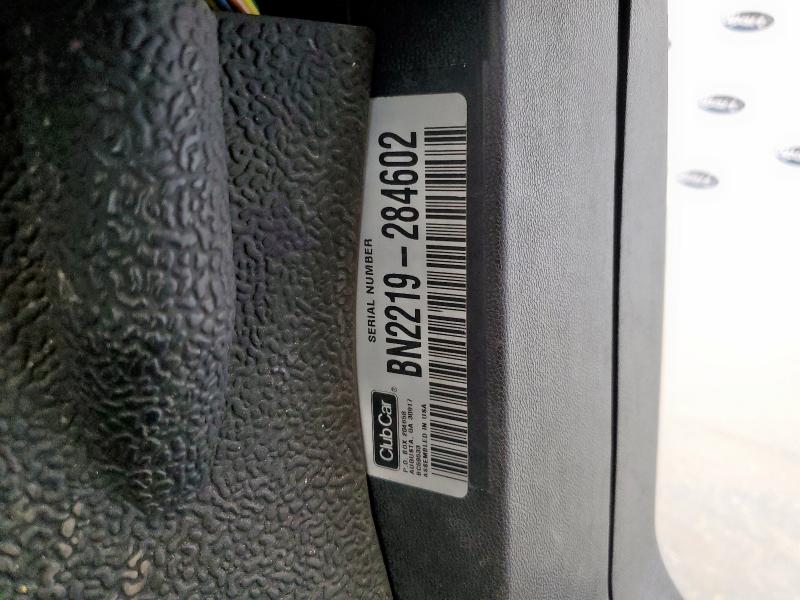 SERIAL NUMBER
BN2219-284602
Club Car®
P.O. BOX 204658
AUGUSTA, GA 30917
ASSEMBLED IN USA